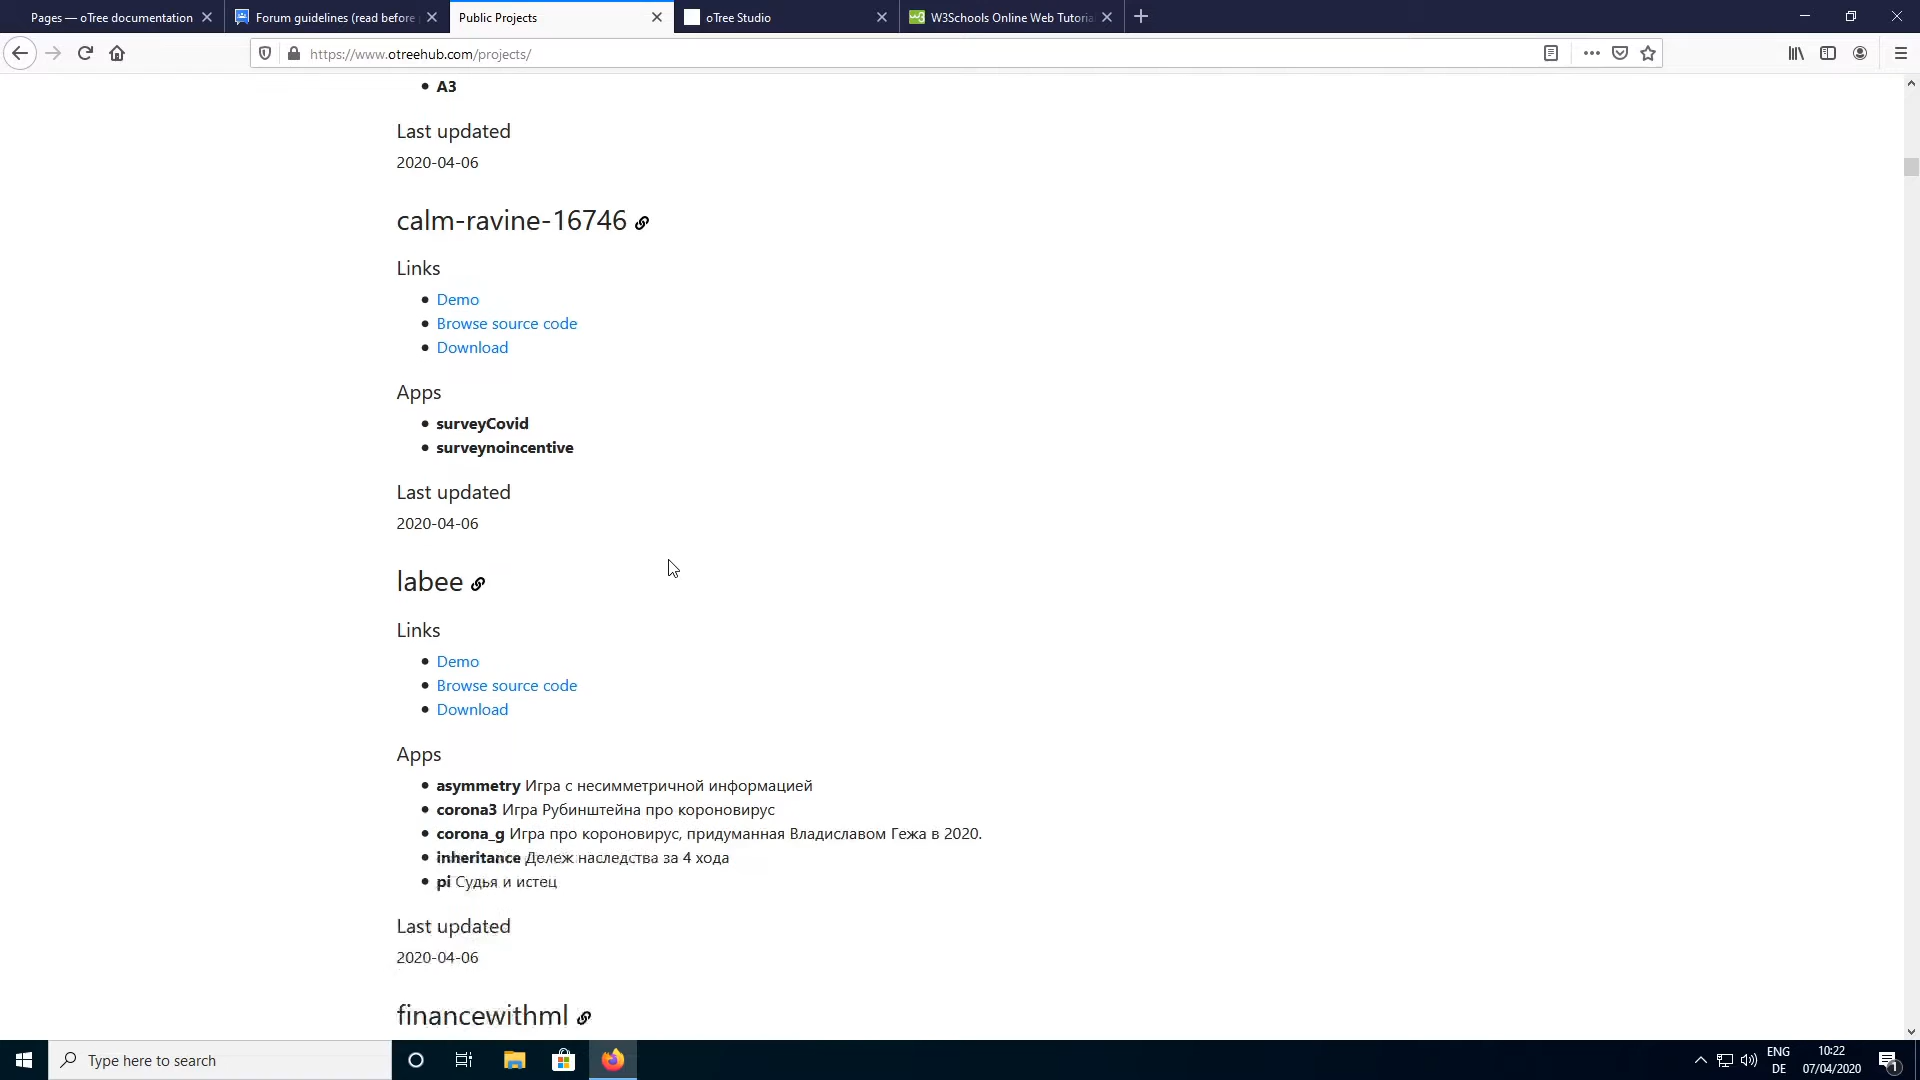 Pages — oTree documentation
Forum guidelines (read before
Public Projects
oTree Studio
W3Schools Online Web Tutoria
https://www.otreehub.com/projects/
• A3
Last updated
2020-04-06
calm-ravine-16746
Links
• Demo
• Browse source code
• Download
Apps
• surveyCovid
• surveynoincentive
Last updated
2020-04-06
labee
Links
• Demo
• Browse source code
• Download
Apps
• asymmetry Игра с несимметричной информацией
• corona3 Игра Рубинштейна про короновирус
• corona_g Игра про короновирус, придуманная Владиславом Гежа в 2020.
• inheritance Дележ наследства за 4 хода
• pi Судья и истец
Last updated
2020-04-06
financewithml
Type here to search
ENG
DE
10:22
07/04/2020
1